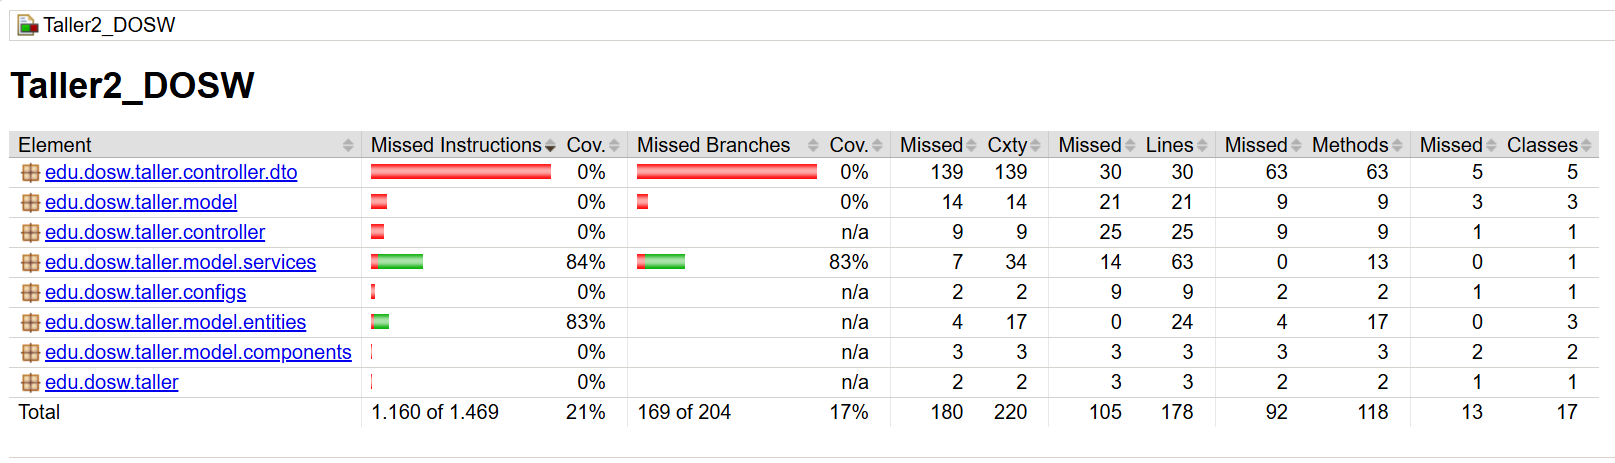 Taller2_DOSW
Taller2_DOSW
Element Missed Instructions Cov. Missed Branches Cov. Missed Cxty Missed Lines Missed Methods Missed Classes
edu.dosw.taller.controller.dto 0% 0% 139 139 30 30 63 63 5 5
edu.dosw.taller.model 0% 0% 14 14 21 21 9 9 3 3
edu.dosw.taller.controller 0% n/a 9 9 25 25 9 9 1 1
edu.dosw.taller.model.services 84% 83% 7 34 14 63 0 13 0 1
edu.dosw.taller.configs 0% n/a 2 2 9 9 2 2 1 1
edu.dosw.taller.model.entities 83% n/a 4 17 0 24 4 17 0 3
edu.dosw.taller.model.components 0% n/a 3 3 3 3 3 3 2 2
edu.dosw.taller 0% n/a 2 2 3 3 2 2 1 1
Total 1.160 of 1.469 21% 169 of 204 17% 180 220 105 178 92 118 13 17